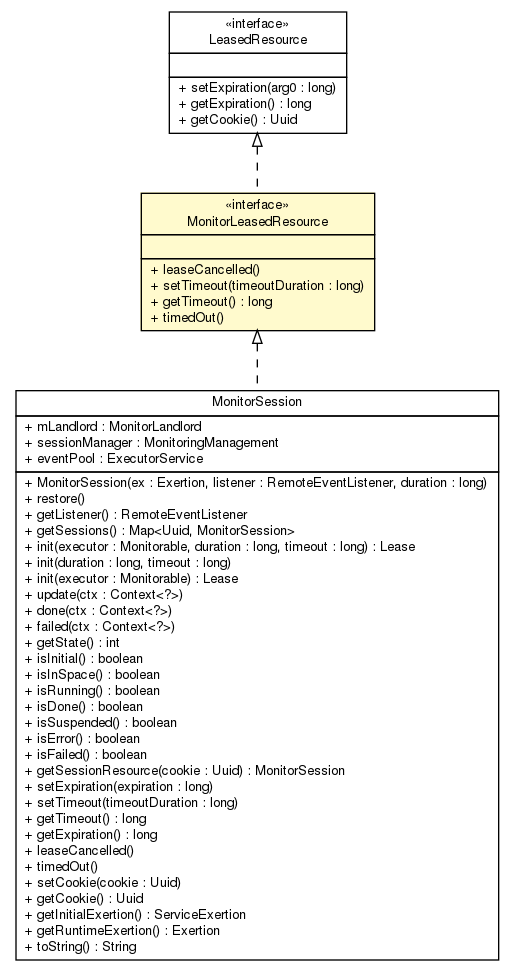 «interface»
LeasedResource
+ setExpiration(arg0 : long)
+ getExpiration() : long
+ getCookie() : Uuid
«interface»
MonitorLeasedResource
+ leaseCancelled()
+ setTimeout(timeoutDuration : long)
+ getTimeout() : long
+ timedOut()
MonitorSession
+ mLandlord : MonitorLandlord
+ sessionManager : MonitoringManagement
+ eventPool : ExecutorService
+ MonitorSession(ex : Exertion, listener : RemoteEventListener, duration : long)
+ restore()
+ getListener() : RemoteEventListener
+ getSessions() : Map<Uuid, MonitorSession>
+ init(executor : Monitorable, duration : long, timeout : long) : Lease
+ init(duration : long, timeout : long)
+ init(executor : Monitorable) : Lease
+ update(ctx : Context<?>)
+ done(ctx : Context<?>)
+ failed(ctx : Context<?>)
+ getState() : int
+ isInitial() : boolean
+ isInSpace() : boolean
+ isRunning() : boolean
+ isDone() : boolean
+ isSuspended() : boolean
+ isError() : boolean
+ isFailed() : boolean
+ getSessionResource(cookie : Uuid) : MonitorSession
+ setExpiration(expiration : long)
+ setTimeout(timeoutDuration : long)
+ getTimeout() : long
+ getExpiration() : long
+ leaseCancelled()
+ timedOut()
+ setCookie(cookie : Uuid)
+ getCookie() : Uuid
+ getInitialExertion() : ServiceExertion
+ getRuntimeExertion() : Exertion
+ toString() : String